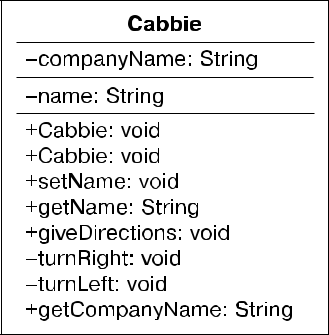 Cabbie
–companyName: String
–name: String
+Cabbie: void
+Cabbie: void
+setName: void
+getName: String
+giveDirections: void
–turnRight: void
–turnLeft: void
+getCompanyName: String